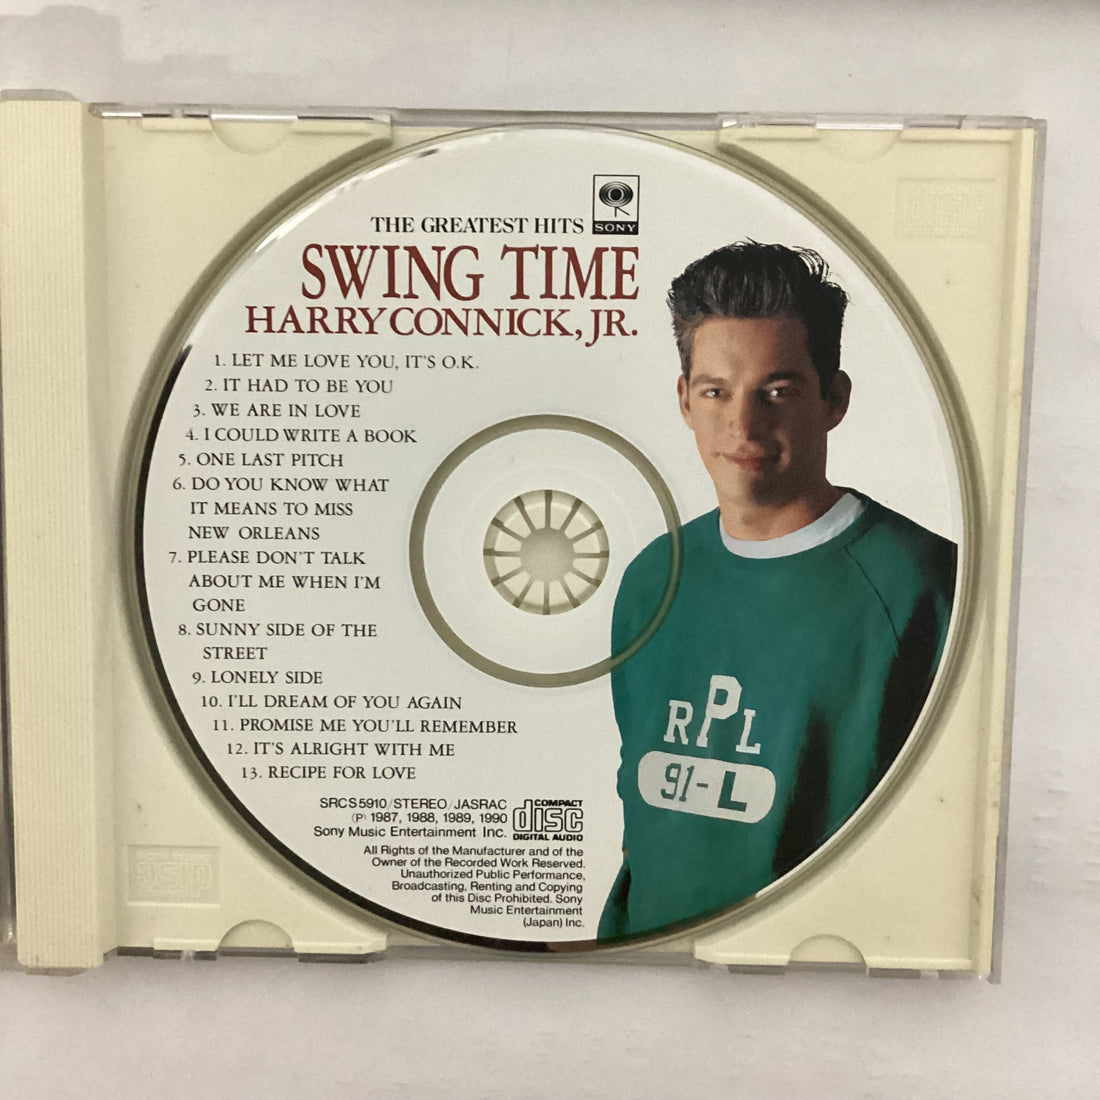 THE GREATEST HITS
SONY
SWING TIME
HARRY CONNICK, JR.
1. LET ME LOVE YOU, IT'S O.K.
2. IT HAD TO BE YOU
3. WE ARE IN LOVE
4. I COULD WRITE A BOOK
5. ONE LAST PITCH
6. DO YOU KNOW WHAT
IT MEANS TO MISS
NEW ORLEANS
7. PLEASE DON'T TALK
ABOUT ME WHEN I'M
GONE
8. SUNNY SIDE OF THE
STREET
9. LONELY SIDE
10. I'LL DREAM OF YOU AGAIN
11. PROMISE ME YOU'LL REMEMBER
12. IT'S ALRIGHT WITH ME
13. RECIPE FOR LOVE
RPL
91-L
SRCS 5910/STEREO/JASRAC
(P) 1987, 1988, 1989, 1990
Sony Music Entertainment Inc.
COMPACT
disc
DIGITAL AUDIO
All Rights of the Manufacturer and of the
Owner of the Recorded Work Reserved.
Unauthorized Public Performance,
Broadcasting, Renting and Copying
of this Disc Prohibited. Sony
Music Entertainment
(Japan) Inc.